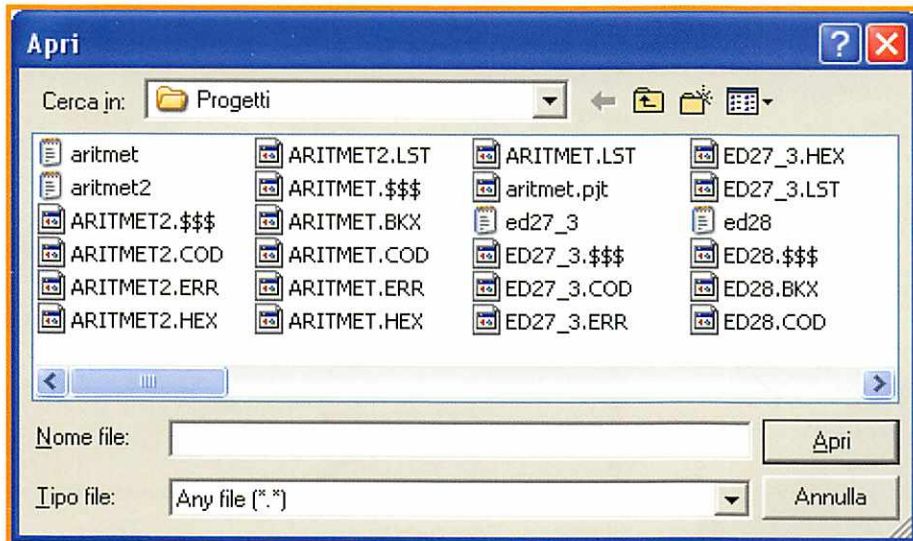 Apri
Cerca in: Progetti
aritmet ARITMET2.LST ARITMET.LST ED27_3.HEX
aritmet2 ARITMET.$$$ aritmet.pjt ED27_3.LST
ARITMET2.$$$ ARITMET.BKX ed27_3 ed28
ARITMET2.COD ARITMET.COD ED27_3.$$$ ED28.$$$
ARITMET2.ERR ARITMET.ERR ED27_3.COD ED28.BKX
ARITMET2.HEX ARITMET.HEX ED27_3.ERR ED28.COD
Nome file: Apri
Tipo file: Any file (*.*) Annulla